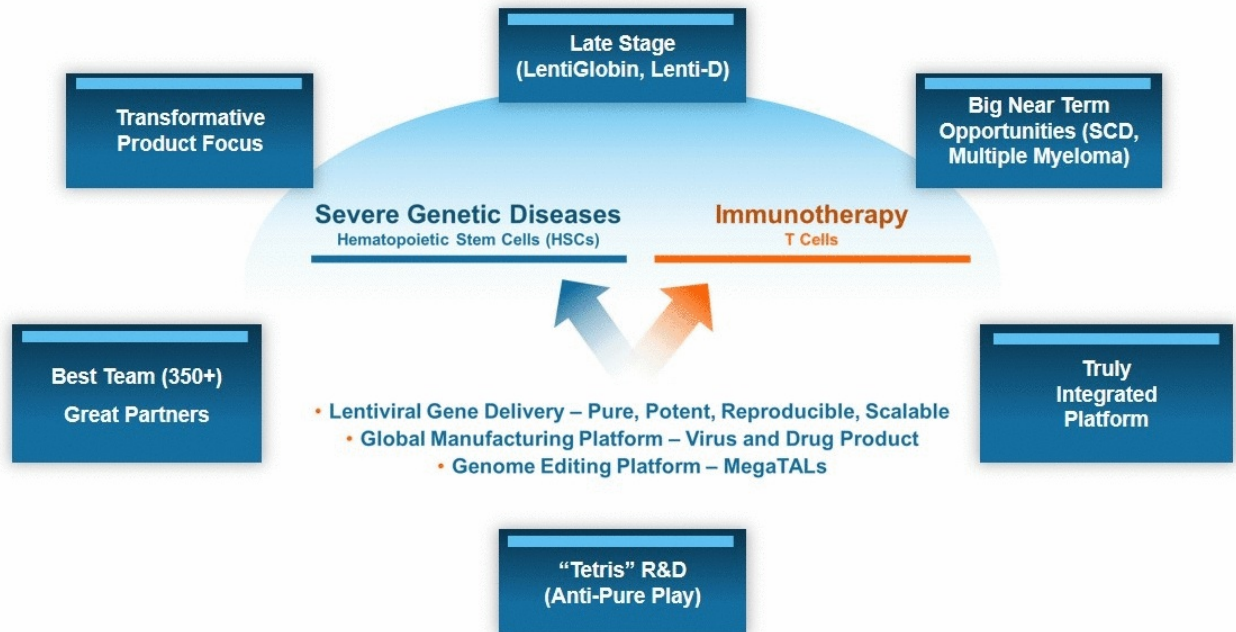 Late Stage
(LentiGlobin, Lenti-D)
Transformative
Product Focus
Big Near Term
Opportunities (SCD,
Multiple Myeloma)
Severe Genetic Diseases
Hematopoietic Stem Cells (HSCs)
Immunotherapy
T Cells
Best Team (350+)
Great Partners
Truly
Integrated
Platform
• Lentiviral Gene Delivery – Pure, Potent, Reproducible, Scalable
• Global Manufacturing Platform – Virus and Drug Product
• Genome Editing Platform – MegaTALs
“Tetris” R&D
(Anti-Pure Play)